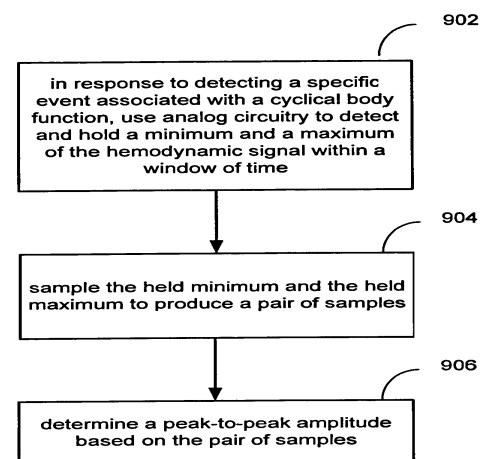 902
in response to detecting a specific
event associated with a cyclical body
function, use analog circuitry to detect
and hold a minimum and a maximum
of the hemodynamic signal within a
window of time
904
sample the held minimum and the held
maximum to produce a pair of samples
906
determine a peak-to-peak amplitude
based on the pair of samples